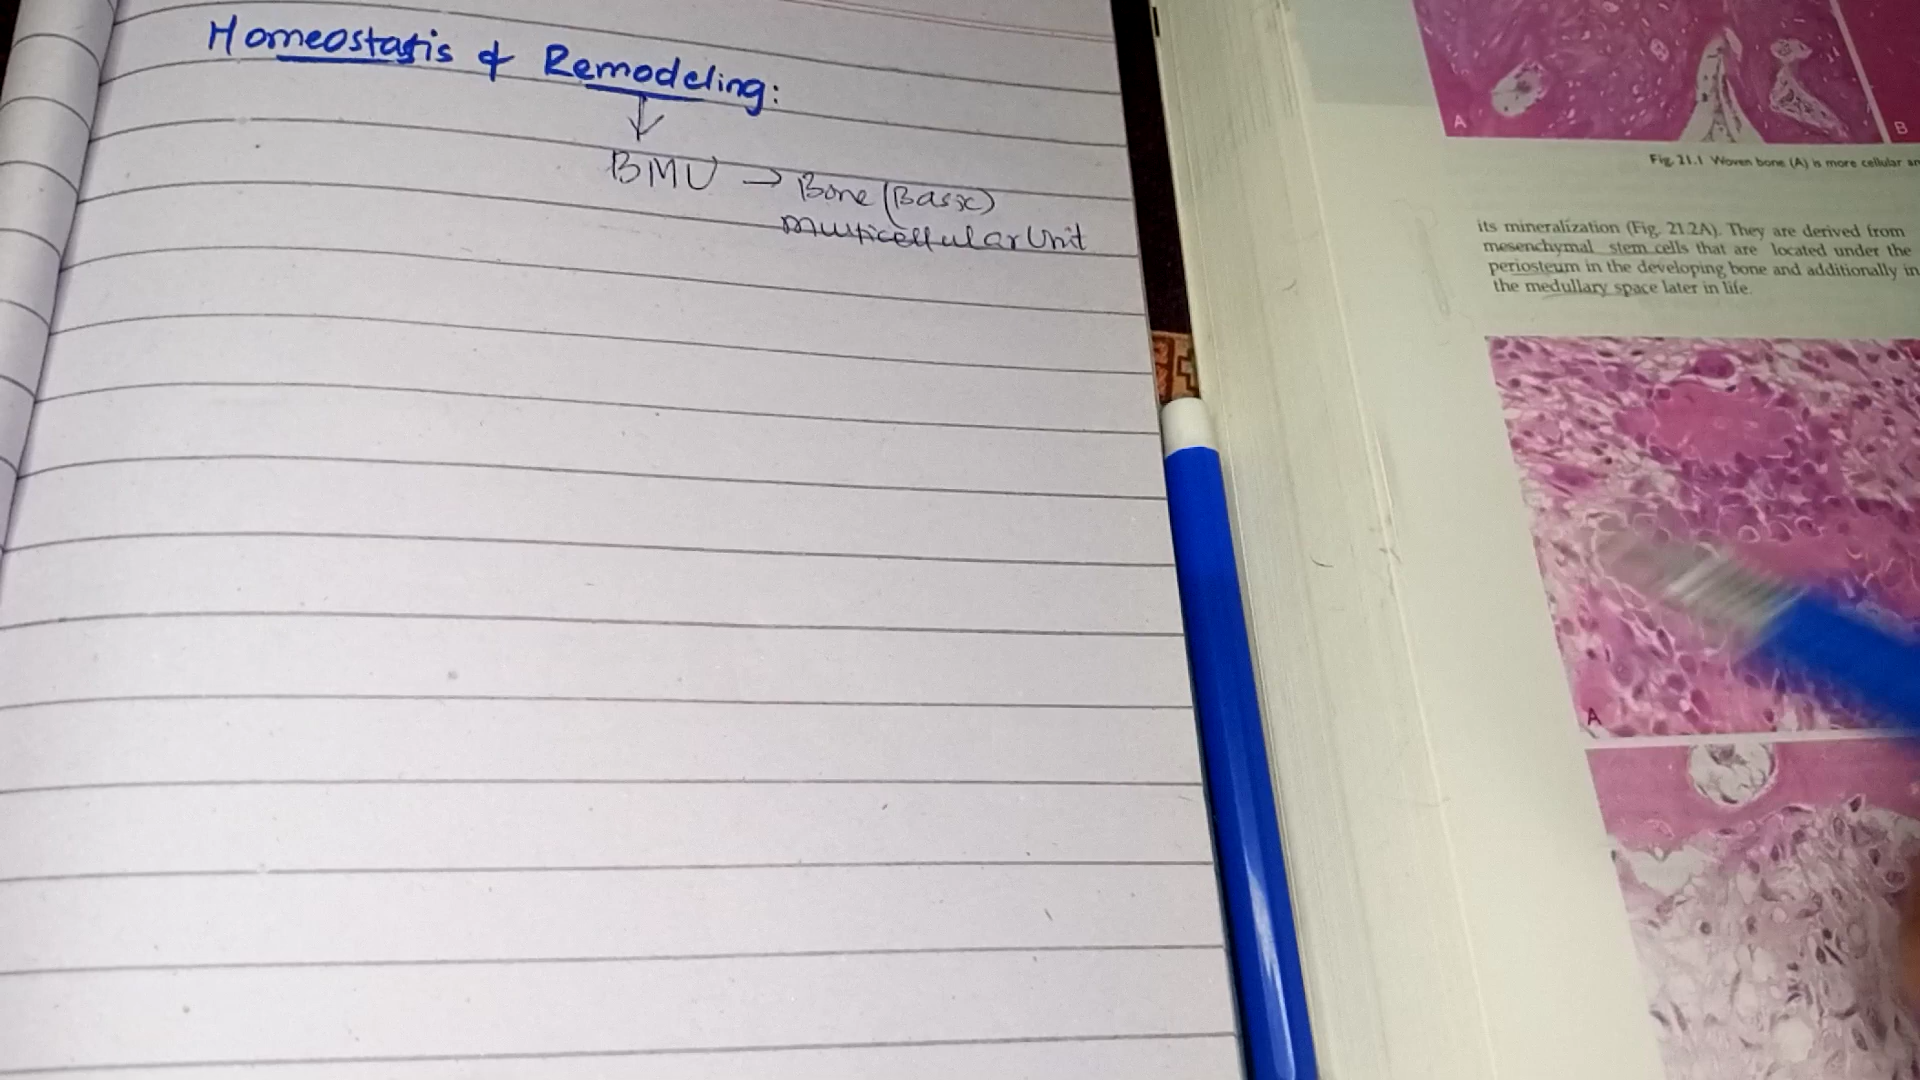 Homeostasis & Remodeling:
BMU → Bone (Basic)
Multicellular Unit
A
B
Fig. 21.1 Woven bone (A) is more cellular
its mineralization (Fig. 21.2A). They are derived from
mesenchymal stem cells that are located under the
periosteum in the developing bone and additionally in
the medullary space later in life.
A